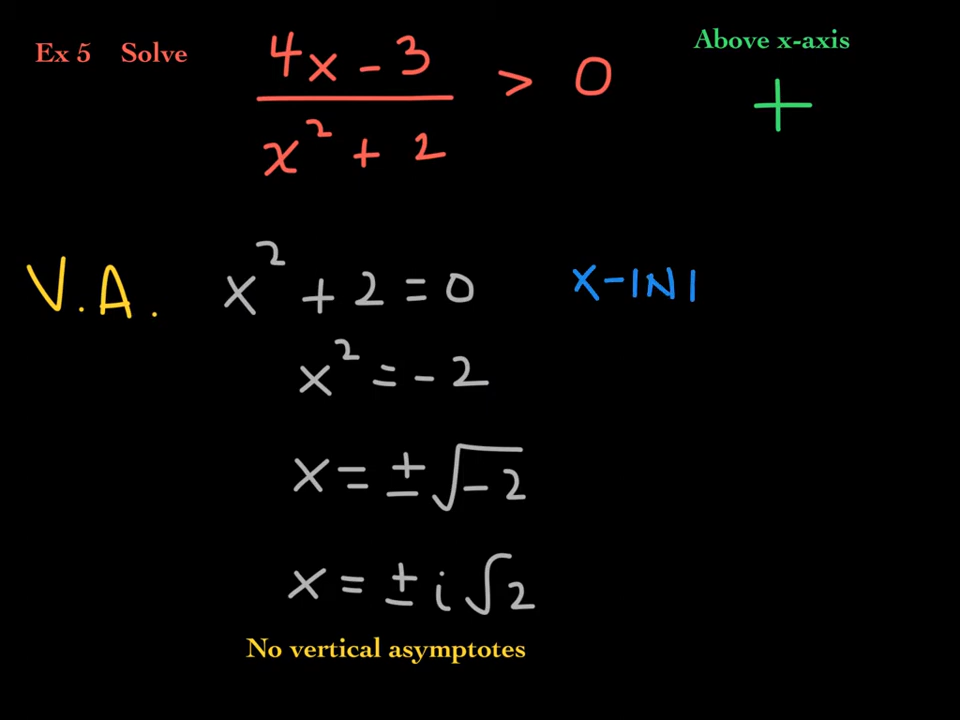 Ex 5 Solve (4x - 3)/(x² + 2) > 0
Above x-axis
+
V.A. x² + 2 = 0
x-INI
x² = -2
x = ± √-2
x = ± i √2
No vertical asymptotes